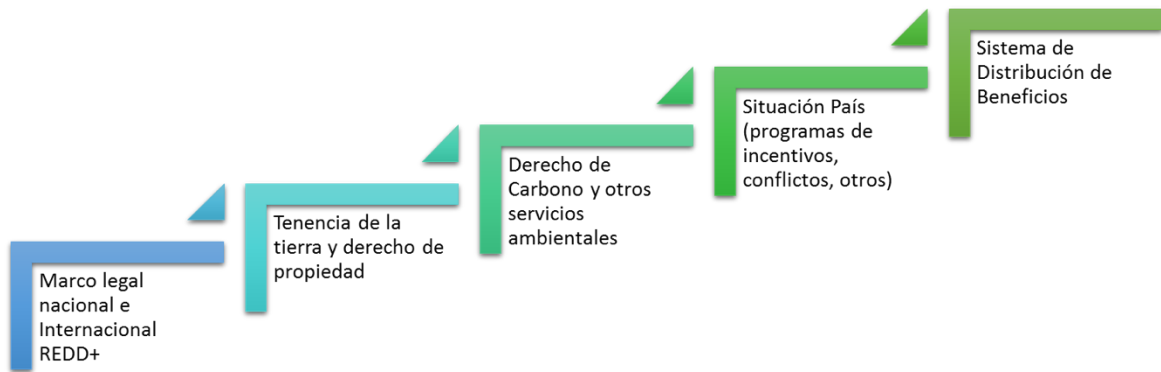 Marco legal
nacional e
Internacional
REDD+
Tenencia de la
tierra y derecho de
propiedad
Derecho de
Carbono y otros
servicios
ambientales
Situación País
(programas de
incentivos,
conflictos, otros)
Sistema de
Distribución de
Beneficios